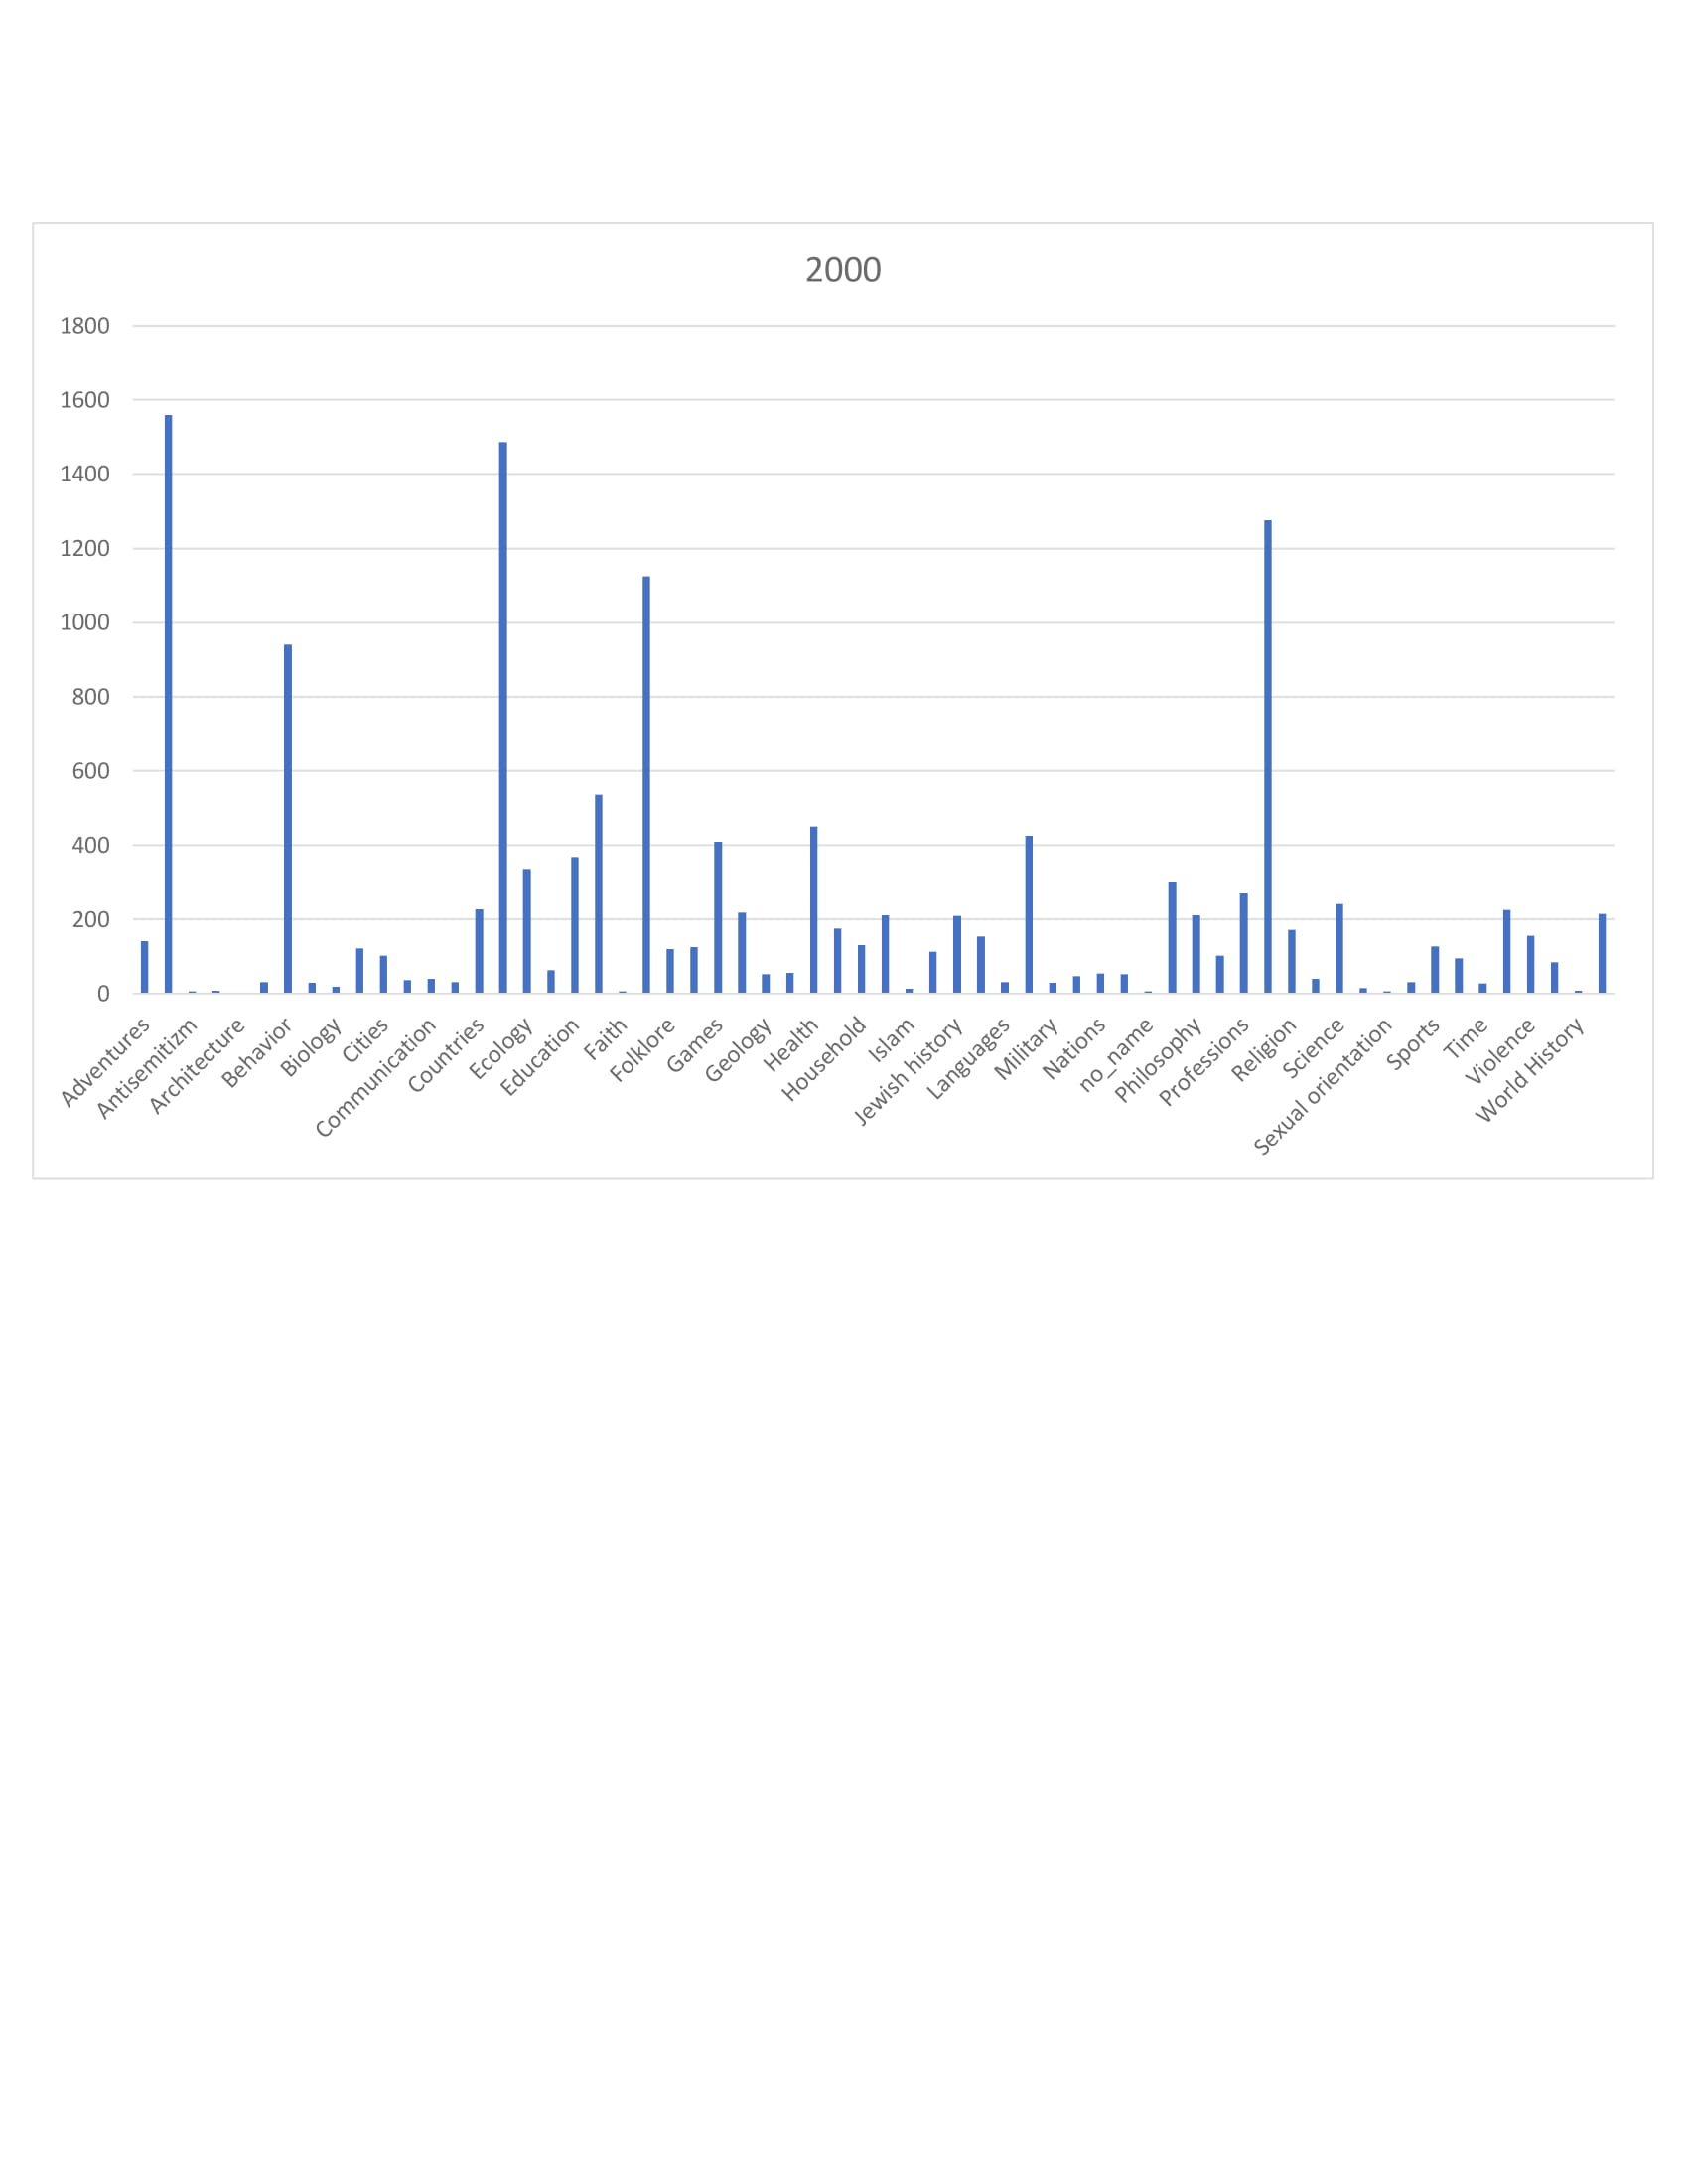 2000
1800
1600
1400
1200
1000
800
600
400
200
0
Adventures
Antisemitizm
Architecture
Behavior
Biology
Cities
Communication
Countries
Ecology
Education
Faith
Folklore
Games
Geology
Health
Household
Islam
Jewish history
Languages
Military
Nations
no_name
Philosophy
Professions
Religion
Science
Sexual orientation
Sports
Time
Violence
World History